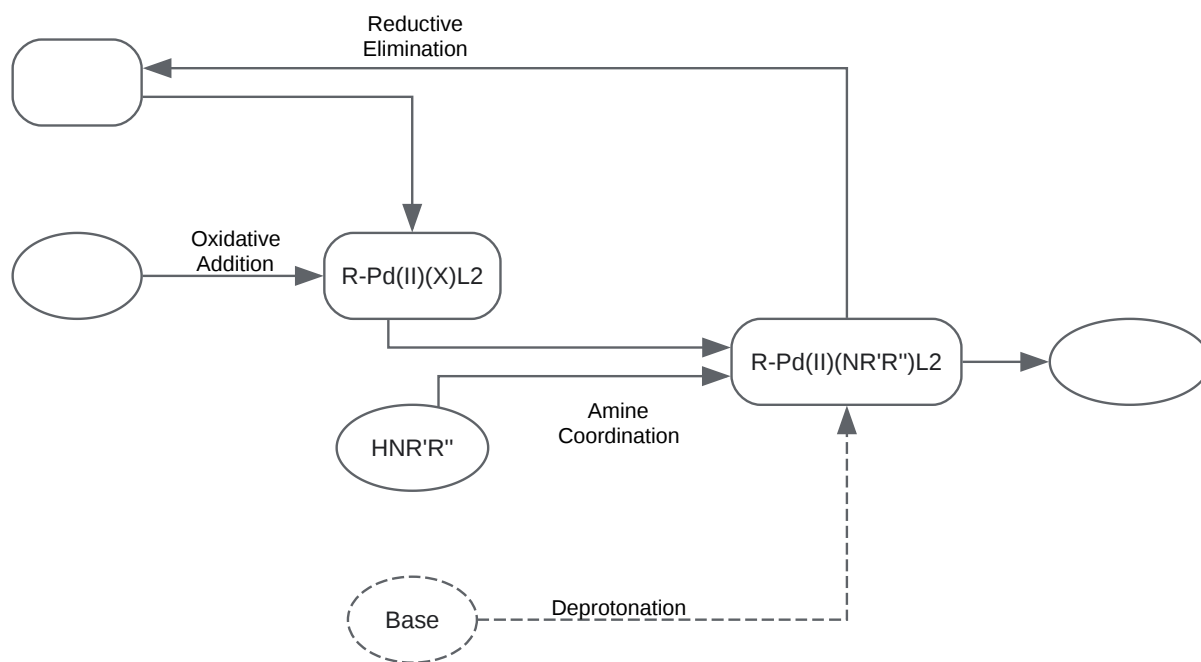 Reductive
Elimination
Oxidative
Addition
R-Pd(II)(X)L2
R-Pd(II)(NR'R")L2
Amine
Coordination
HNR'R"
Deprotonation
Base